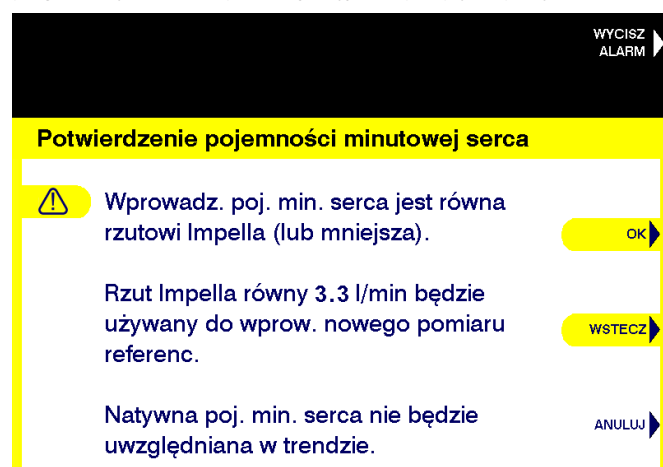 WYCISZ
ALARM
Potwierdzenie pojemności minutowej serca
Wprowadz. poj. min. serca jest równa
rzutowi Impella (lub mniejsza).
OK
Rzut Impella równy 3.3 l/min będzie
używany do wprow. nowego pomiaru
referenc.
WSTECZ
Natywna poj. min. serca nie będzie
uwzględniana w trendzie.
ANULUJ